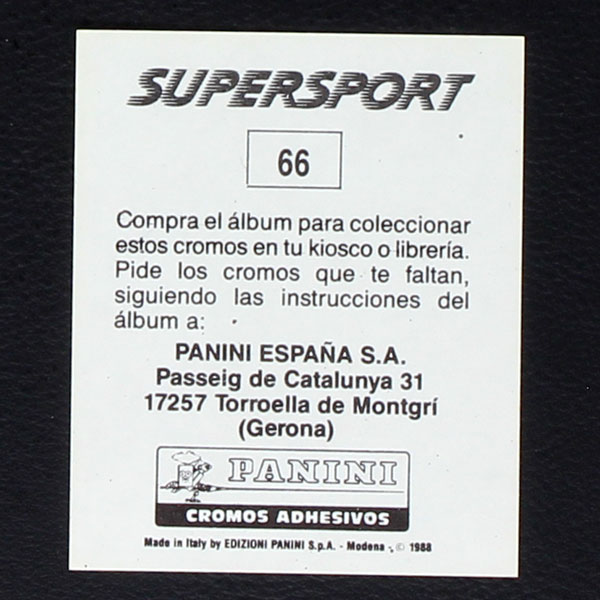 SUPERSPORT
66
Compra el álbum para coleccionar
estos cromos en tu kiosco o librería.
Pide los cromos que te faltan,
siguiendo las instrucciones del
álbum a:
PANINI ESPAÑA S.A.
Passeig de Catalunya 31
17257 Torroella de Montgrí
(Gerona)
PANINI
CROMOS ADHESIVOS
Made in Italy by EDIZIONI PANINI S.p.A. - Modena -, © 1988